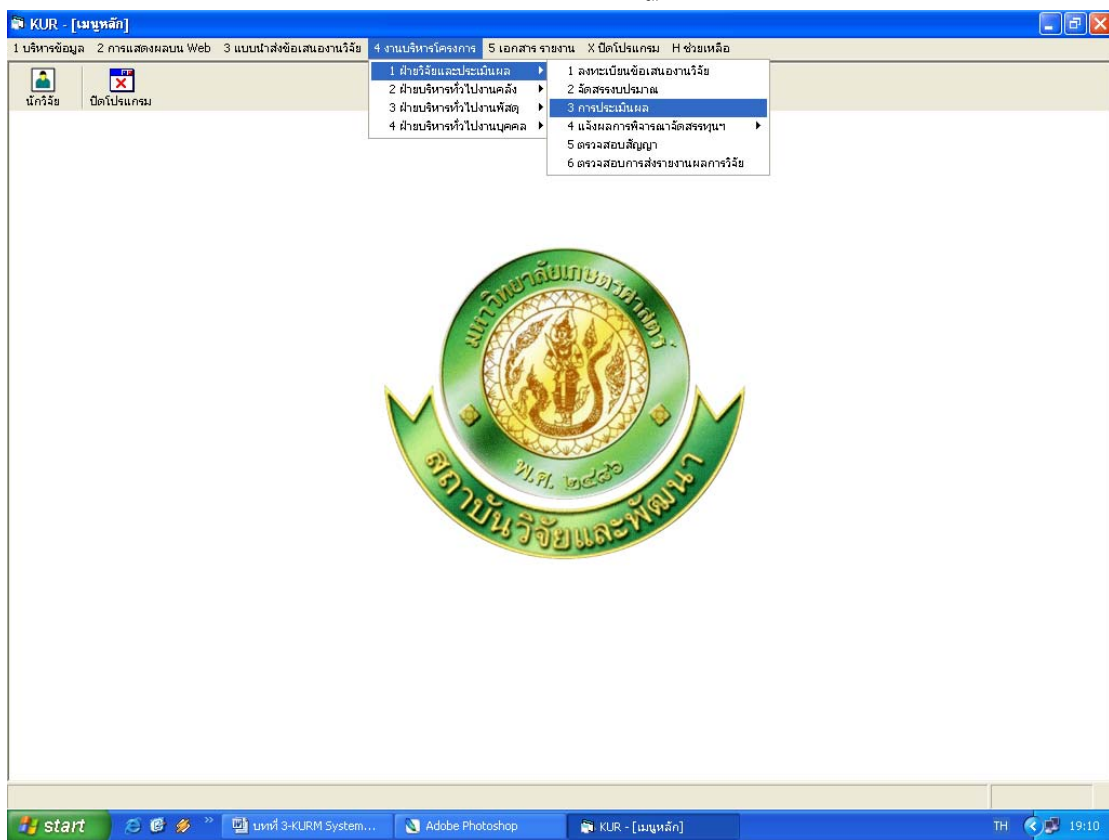 KUR - [เมนูหลัก]
1 บริหารข้อมูล 2 การแสดงผลบน Web 3 แบบนำส่งข้อเสนองานวิจัย 4 งานบริหารโครงการ 5 เอกสาร รายงาน X ปิดโปรแกรม H ช่วยเหลือ
นักวิจัย ปิดโปรแกรม
1 ฝ่ายวิจัยและประเมินผล
2 ฝ่ายบริหารทั่วไปงานคลัง
3 ฝ่ายบริหารทั่วไปงานพัสดุ
4 ฝ่ายบริหารทั่วไปงานบุคคล
1 ลงทะเบียนข้อเสนองานวิจัย
2 จัดสรรงบประมาณ
3 การประเมินผล
4 แจ้งผลการพิจารณาจัดสรรทุนฯ
5 ตรวจสอบสัญญา
6 ตรวจสอบการส่งรายงานผลการวิจัย
มหาวิทยาลัยเกษตรศาสตร์
พ.ศ. ๒๔๘๖
สถาบันวิจัยและพัฒนา
start บทที่ 3-KURM System... Adobe Photoshop KUR - [เมนูหลัก] TH 19:10